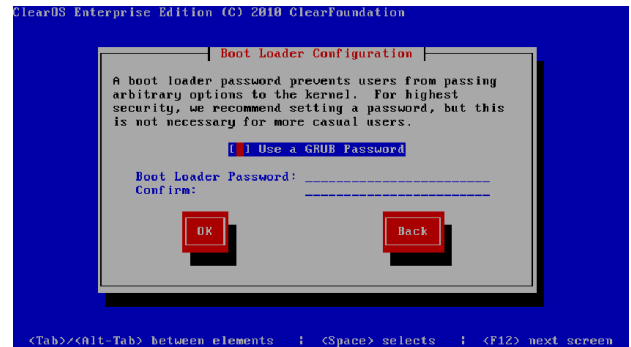 ClearOS Enterprise Edition (C) 2010 ClearFoundation
Boot Loader Configuration
A boot loader password prevents users from passing
arbitrary options to the kernel.  For highest
security, we recommend setting a password, but this
is not necessary for more casual users.
[ ] Use a GRUB Password
Boot Loader Password: ________________________
Confirm: ________________________
OK Back
<Tab>/<Alt-Tab> between elements | <Space> selects | <F12> next screen